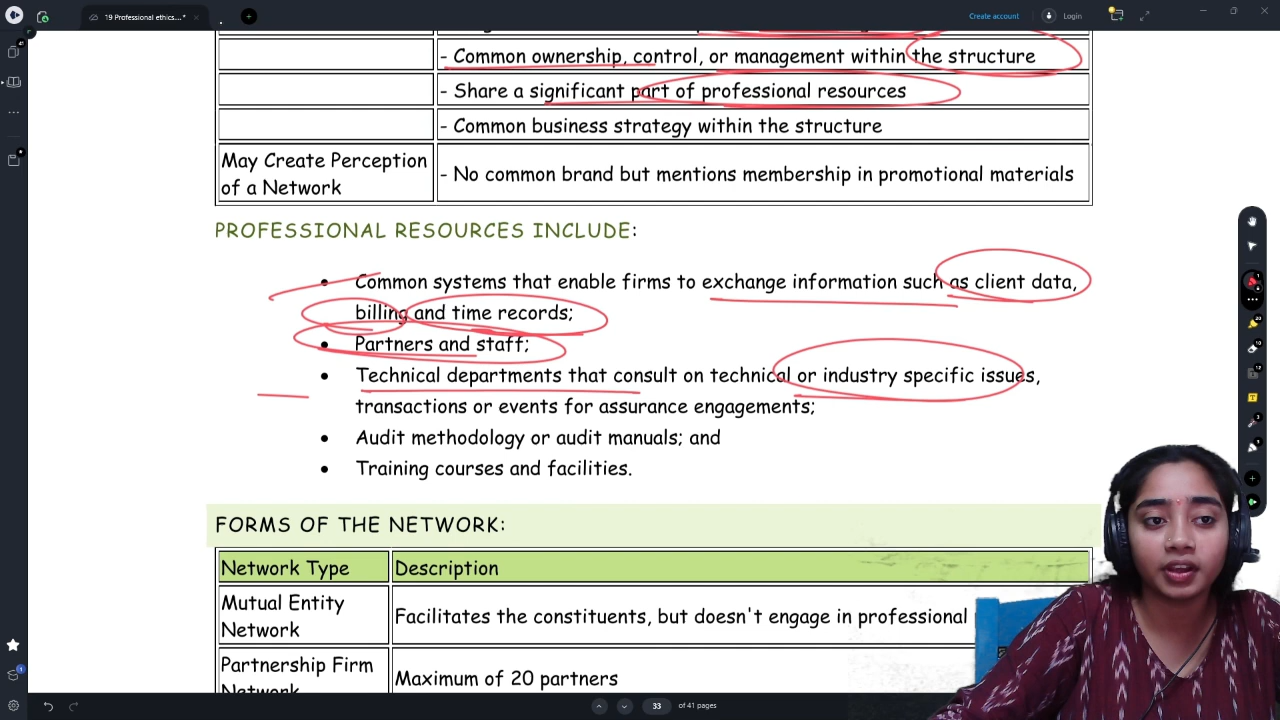 19 Professional ethics....*
Create account
Login
- Common ownership, control, or management within the structure
- Share a significant part of professional resources
- Common business strategy within the structure
May Create Perception
of a Network
- No common brand but mentions membership in promotional materials
PROFESSIONAL RESOURCES INCLUDE:
• Common systems that enable firms to exchange information such as client data,
billing and time records;
• Partners and staff;
• Technical departments that consult on technical or industry specific issues,
transactions or events for assurance engagements;
• Audit methodology or audit manuals; and
• Training courses and facilities.
FORMS OF THE NETWORK:
Network Type
Description
Mutual Entity
Network
Facilitates the constituents, but doesn't engage in professional
Partnership Firm
Network
Maximum of 20 partners
33 of 41 pages